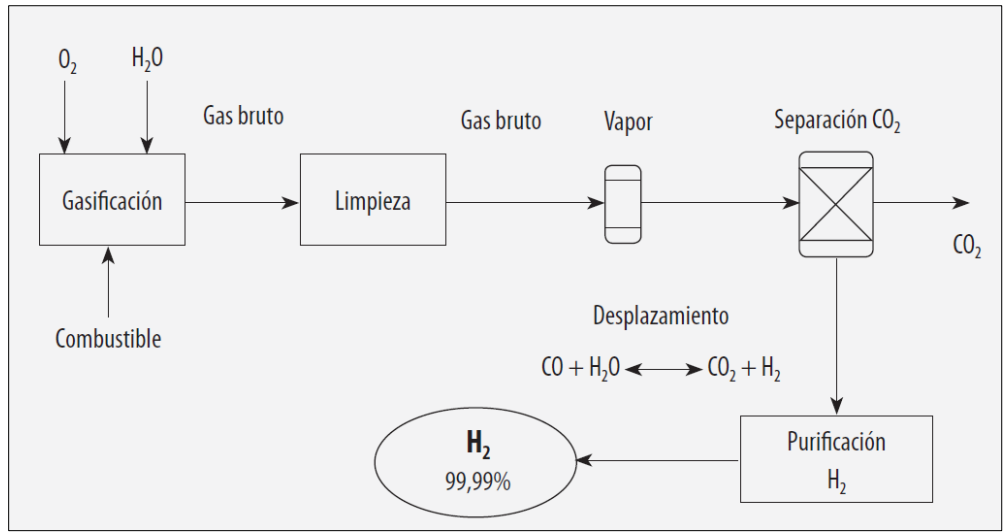 O₂
H₂O
Gas bruto
Gas bruto
Vapor
Separación CO₂
Gasificación
Limpieza
CO₂
Combustible
Desplazamiento
CO + H₂O ⟷ CO₂ + H₂
Purificación
H₂
H₂
99,99%